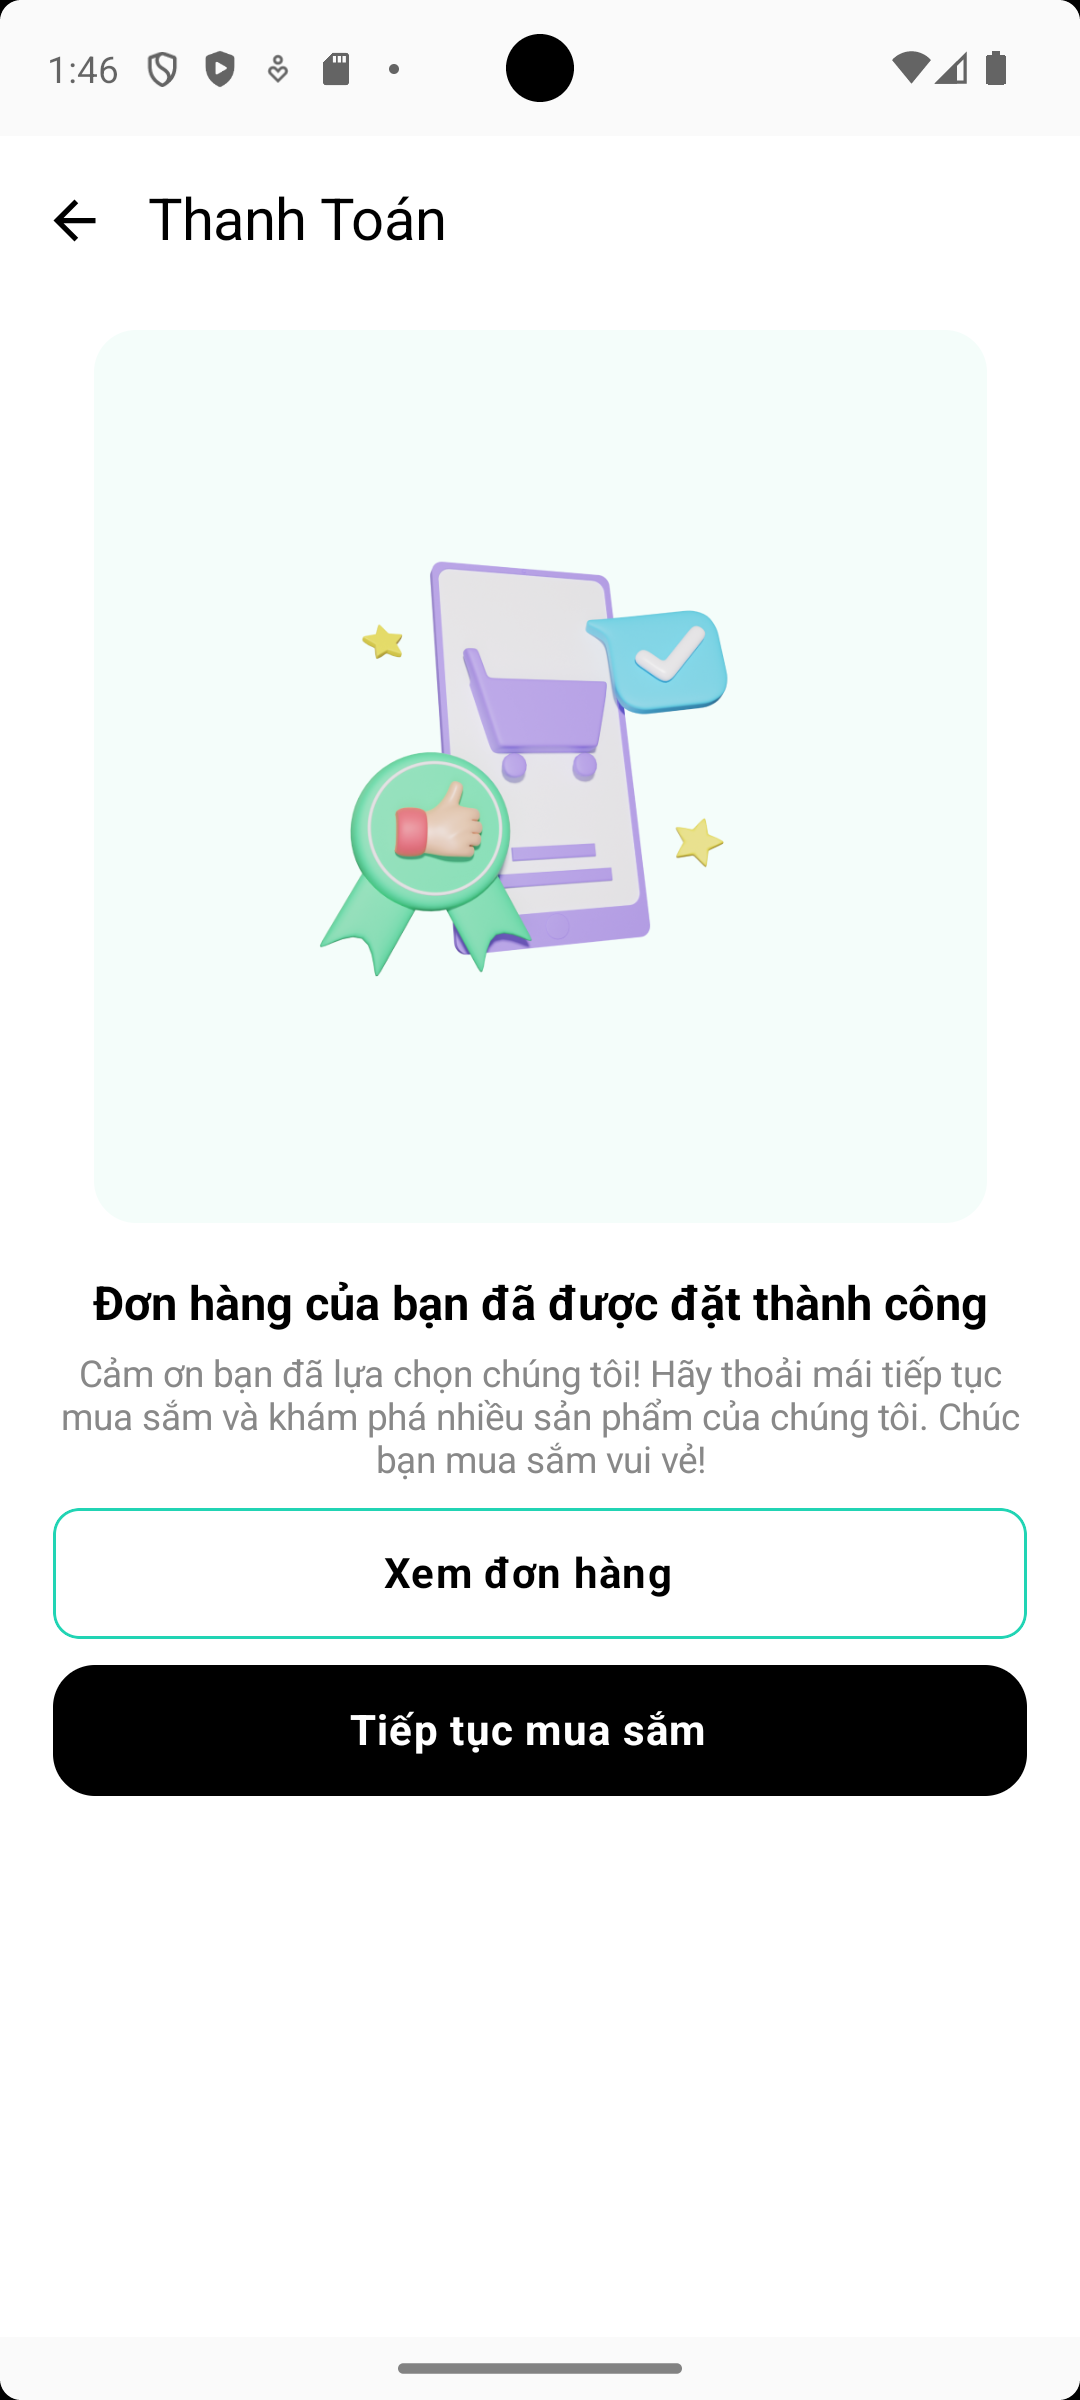 1:46
Thanh Toán
Đơn hàng của bạn đã được đặt thành công
Cảm ơn bạn đã lựa chọn chúng tôi! Hãy thoải mái tiếp tục
mua sắm và khám phá nhiều sản phẩm của chúng tôi. Chúc
bạn mua sắm vui vẻ!
Xem đơn hàng
Tiếp tục mua sắm